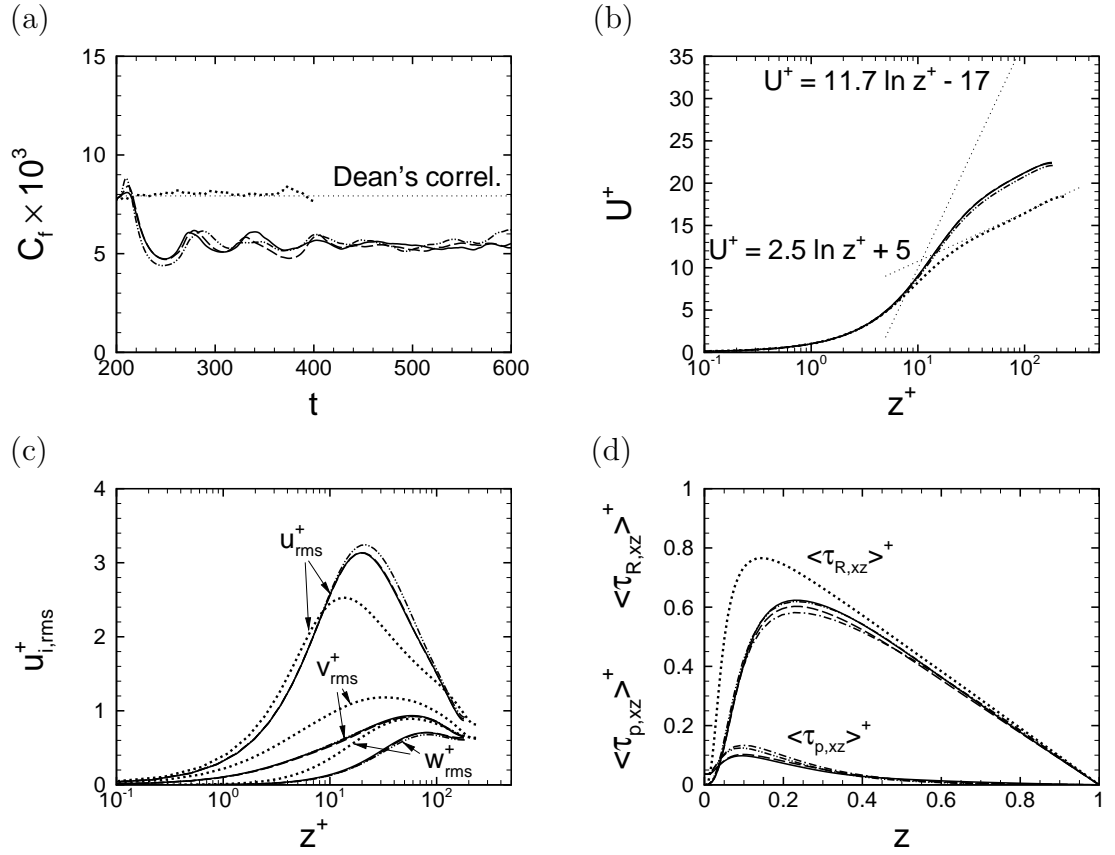 (a)
15
10
5
0
C_f × 10^3
Dean's correl.
200 300 400 500 600
t
(b)
35
30
25
20
15
10
5
0
U^+
U^+ = 11.7 ln z^+ - 17
U^+ = 2.5 ln z^+ + 5
10^-1 10^0 10^1 10^2
z^+
(c)
4
3
2
1
0
u^+_i,rms
u^+_rms
v^+_rms
w^+_rms
10^-1 10^0 10^1 10^2
z^+
(d)
1
0.8
0.6
0.4
0.2
0
<τ_p,xz>^+ <τ_R,xz>^+
<τ_R,xz>^+
<τ_p,xz>^+
0 0.2 0.4 0.6 0.8 1
z